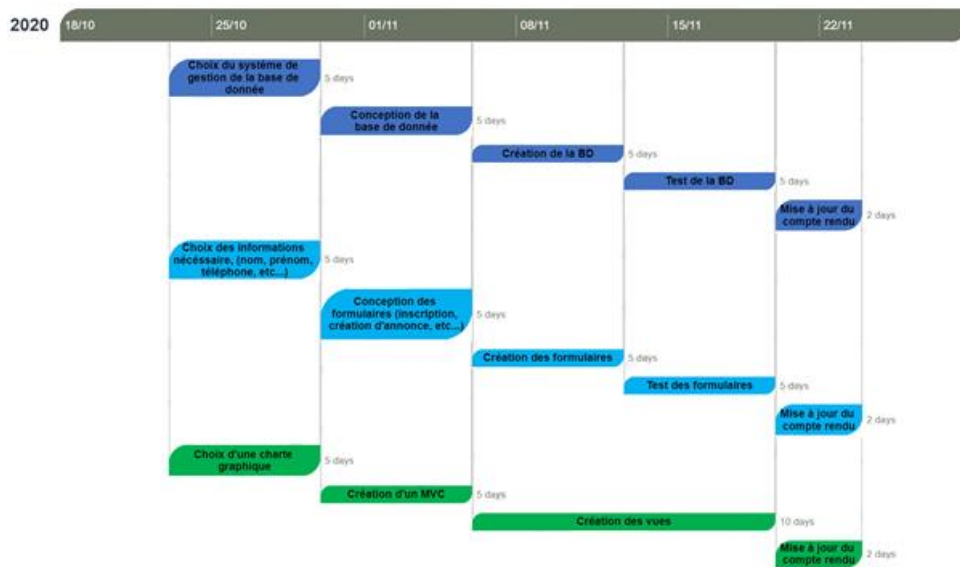 2020
18/10 25/10 01/11 08/11 15/11 22/11
Choix du système de
gestion de la base de
donnée
5 days
Conception de la
base de donnée
5 days
Création de la BD
5 days
Test de la BD
5 days
Mise à jour du
compte rendu
2 days
Choix des informations
nécéssaire, (nom, prénom,
téléphone, etc...)
5 days
Conception des
formulaires (inscription,
création d'annonce, etc...)
5 days
Création des formulaires
5 days
Test des formulaires
5 days
Mise à jour du
compte rendu
2 days
Choix d'une charte
graphique
5 days
Création d'un MVC
5 days
Création des vues
10 days
Mise à jour du
compte rendu
2 days